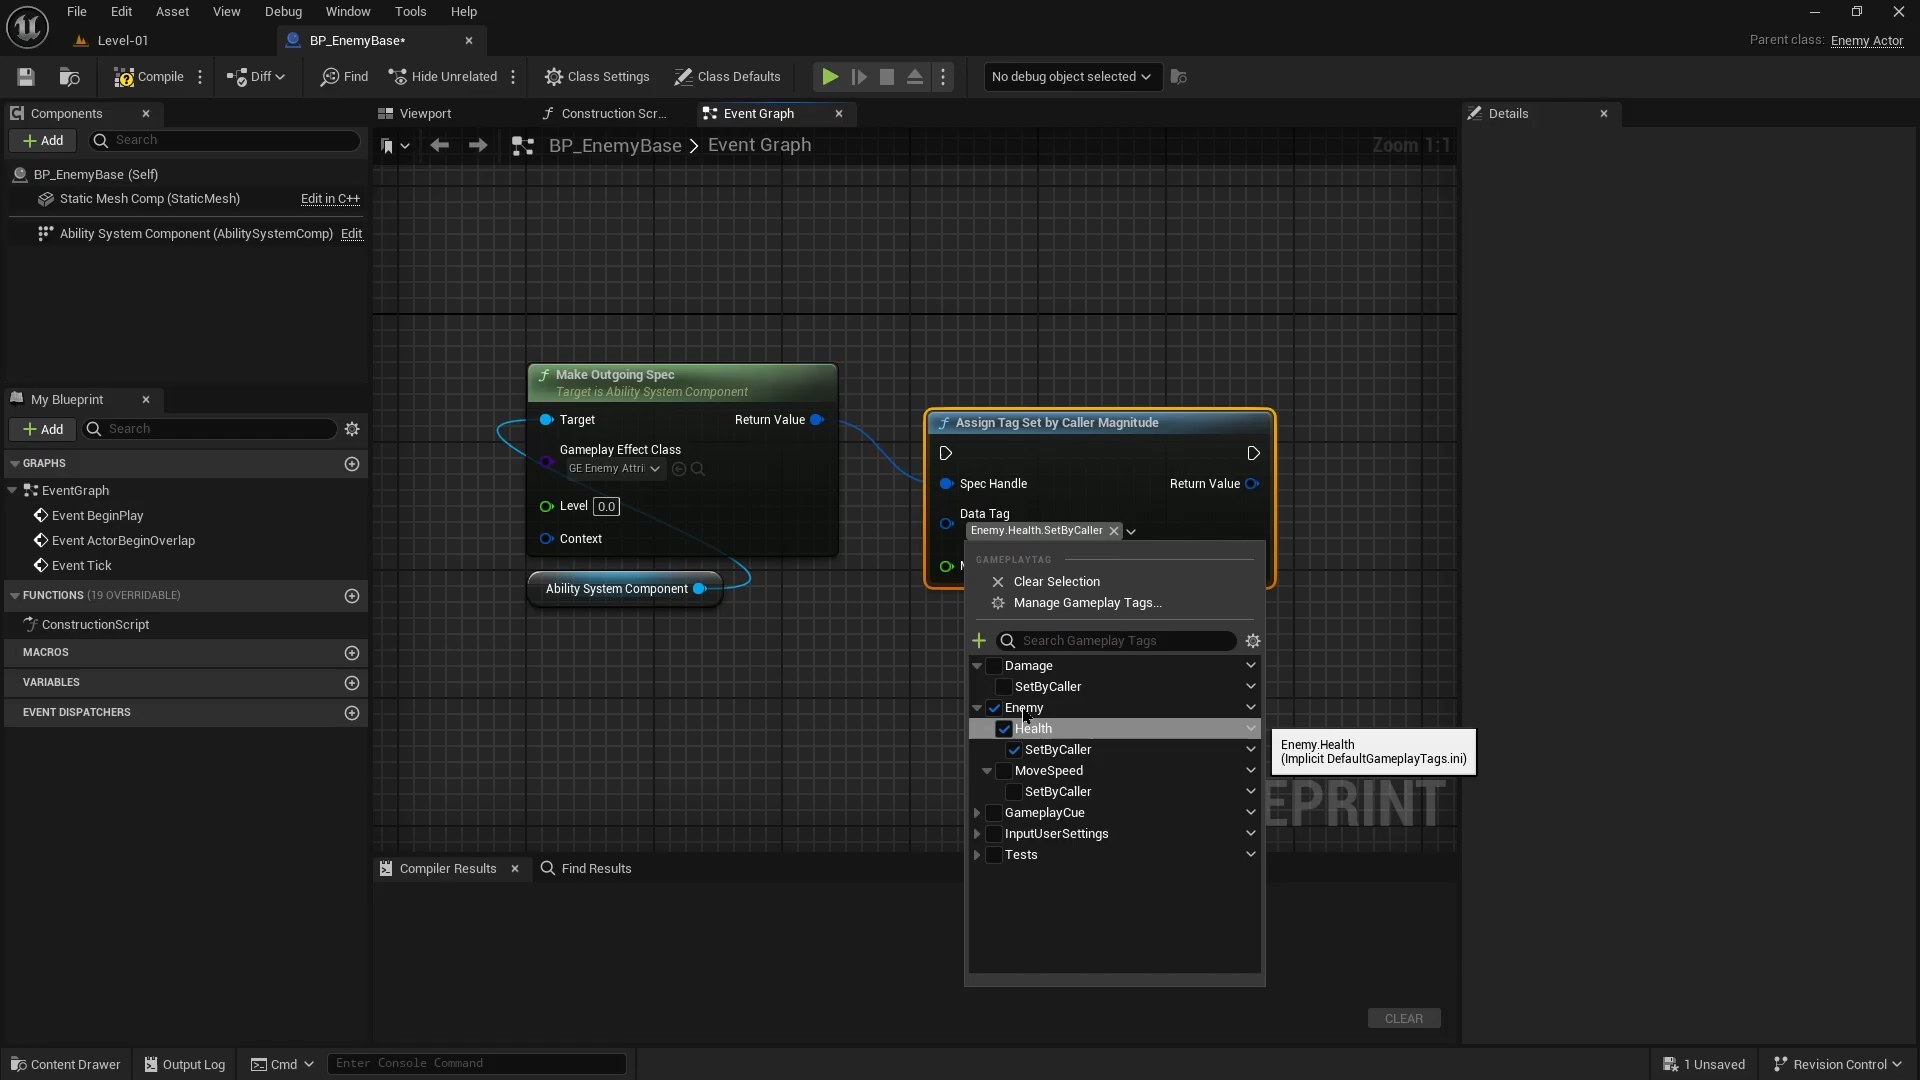 File Edit Asset View Debug Window Tools Help
Level-01
BP_EnemyBase*
Parent class: Enemy Actor
Compile
Diff
Find
Hide Unrelated
Class Settings
Class Defaults
No debug object selected
Components
Add
Search
BP_EnemyBase (Self)
Static Mesh Comp (StaticMesh) Edit in C++
Ability System Component (AbilitySystemComp) Edit
My Blueprint
Add
Search
GRAPHS
EventGraph
Event BeginPlay
Event ActorBeginOverlap
Event Tick
FUNCTIONS (19 OVERRIDABLE)
ConstructionScript
MACROS
VARIABLES
EVENT DISPATCHERS
Viewport
Construction Scr...
Event Graph
BP_EnemyBase > Event Graph
Zoom 1:1
Make Outgoing Spec
Target is Ability System Component
Target
Return Value
Gameplay Effect Class
GE Enemy Attri
Level 0.0
Context
Ability System Component
Assign Tag Set by Caller Magnitude
Spec Handle
Return Value
Data Tag
Enemy.Health.SetByCaller
GAMEPLAYTAG
Clear Selection
Manage Gameplay Tags...
Search Gameplay Tags
Damage
SetByCaller
Enemy
Health
SetByCaller
MoveSpeed
SetByCaller
GameplayCue
InputUserSettings
Tests
Enemy.Health
(Implicit DefaultGameplayTags.ini)
EPRINT
Compiler Results
Find Results
CLEAR
Details
Content Drawer
Output Log
Cmd
Enter Console Command
1 Unsaved
Revision Control